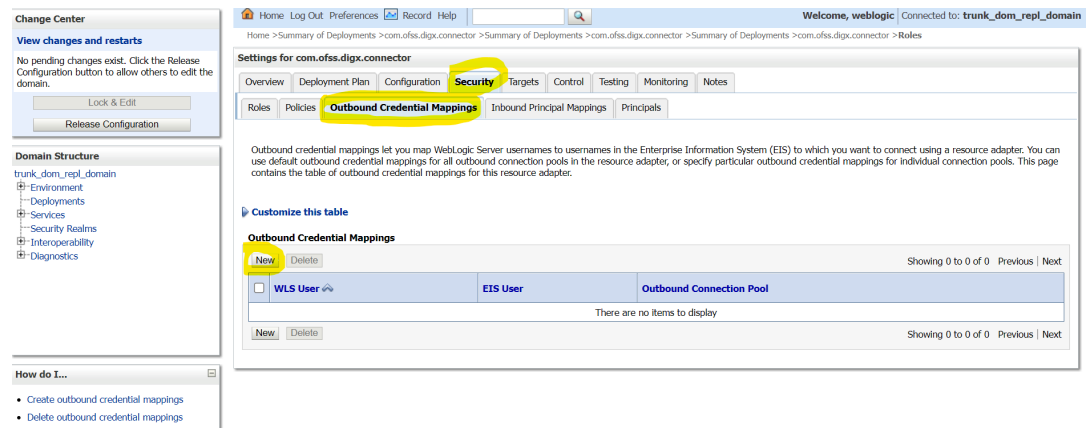 Change Center
View changes and restarts
No pending changes exist. Click the Release
Configuration button to allow others to edit the
domain.
Lock & Edit
Release Configuration
Domain Structure
trunk_dom_repl_domain
Environment
Deployments
Services
Security Realms
Interoperability
Diagnostics
How do I...
Create outbound credential mappings
Delete outbound credential mappings
Home Log Out Preferences Record Help
Welcome, weblogic Connected to: trunk_dom_repl_domain
Home >Summary of Deployments >com.ofss.digx.connector >Summary of Deployments >com.ofss.digx.connector >Summary of Deployments >com.ofss.digx.connector >Roles
Settings for com.ofss.digx.connector
Overview Deployment Plan Configuration Security Targets Control Testing Monitoring Notes
Roles Policies Outbound Credential Mappings Inbound Principal Mappings Principals
Outbound credential mappings let you map WebLogic Server usernames to usernames in the Enterprise Information System (EIS) to which you want to connect using a resource adapter. You can
use default outbound credential mappings for all outbound connection pools in the resource adapter, or specify particular outbound credential mappings for individual connection pools. This page
contains the table of outbound credential mappings for this resource adapter.
Customize this table
Outbound Credential Mappings
New Delete Showing 0 to 0 of 0 Previous | Next
WLS User EIS User Outbound Connection Pool
There are no items to display
New Delete Showing 0 to 0 of 0 Previous | Next